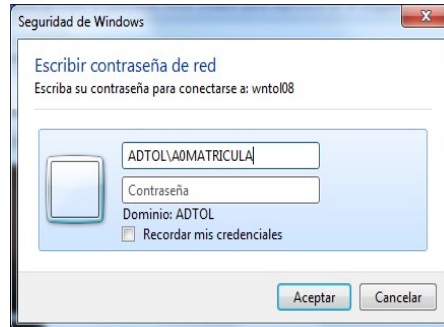 Seguridad de Windows
Escribir contraseña de red
Escriba su contraseña para conectarse a: wntol08
ADTOL\A0MATRICULA
Contraseña
Dominio: ADTOL
Recordar mis credenciales
Aceptar
Cancelar